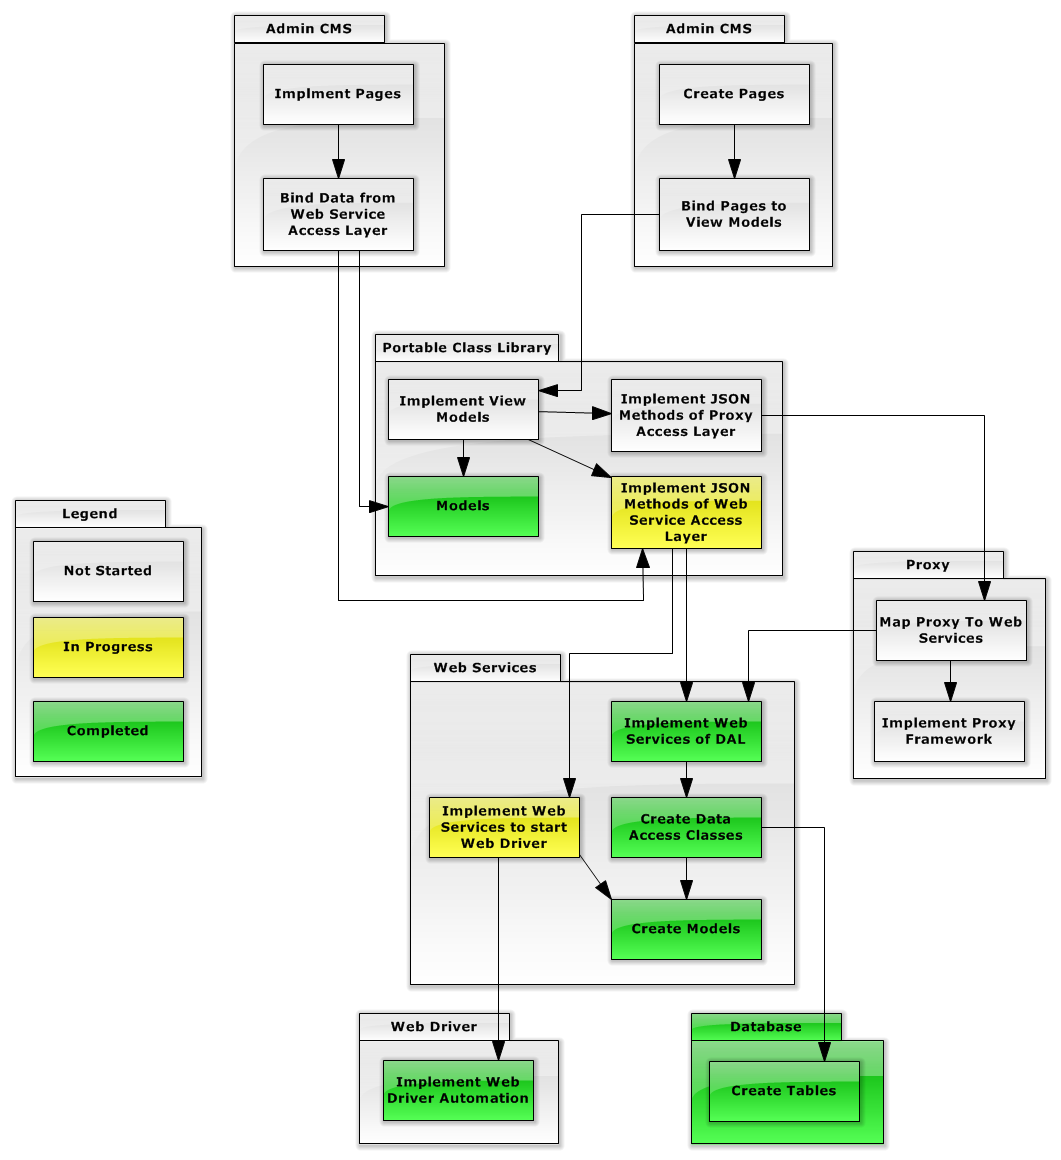 Admin CMS
Implment Pages
Bind Data from
Web Service
Access Layer
Admin CMS
Create Pages
Bind Pages to
View Models
Portable Class Library
Implement View
Models
Implement JSON
Methods of Proxy
Access Layer
Models
Implement JSON
Methods of Web
Service Access
Layer
Legend
Not Started
In Progress
Completed
Proxy
Map Proxy To Web
Services
Implement Proxy
Framework
Web Services
Implement Web
Services of DAL
Implement Web
Services to start
Web Driver
Create Data
Access Classes
Create Models
Web Driver
Implement Web
Driver Automation
Database
Create Tables